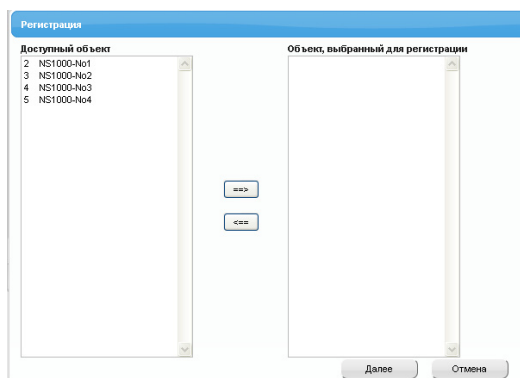 Регистрация
Доступный объект
Объект, выбранный для регистрации
2 NS1000-No1
3 NS1000-No2
4 NS1000-No3
5 NS1000-No4
==>
<==
Далее
Отмена